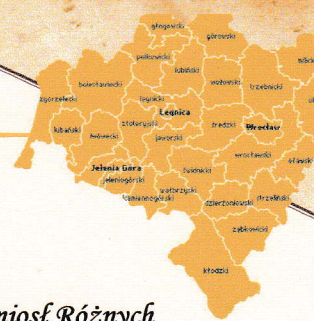 głogowski
górowski
polkowicki
lubiński
wołowski
trzebnicki
bolesławiecki
zgorzelecki
legnicki
Legnica
złotoryjski
średzki
Wrocław
lubański
lwówecki
jaworski
wrocławski
oławski
Jelenia Góra
jeleniogórski
świdnicki
kamiennogórski
wałbrzyski
dzierżoniowski
strzeliński
ząbkowicki
kłodzki
miosł Różnych